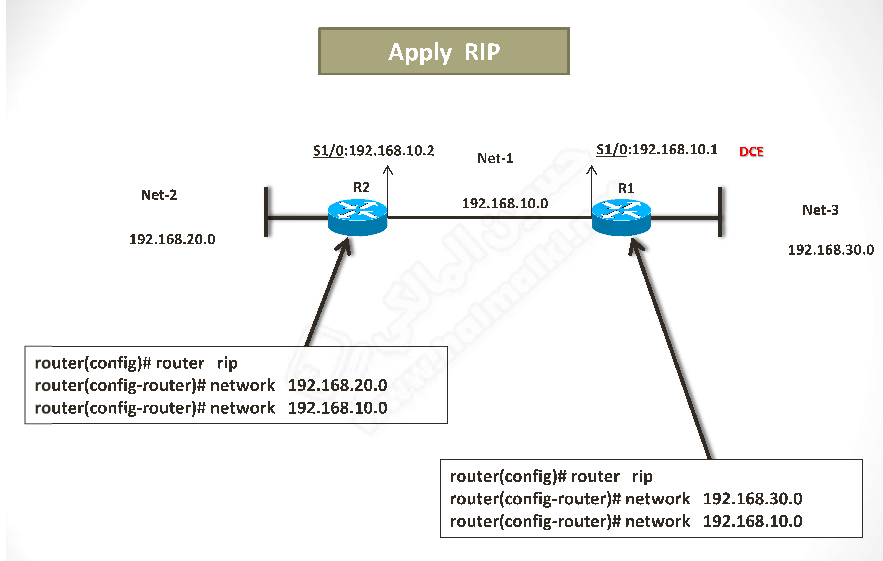 Apply RIP
S1/0:192.168.10.2
Net-1
S1/0:192.168.10.1
DCE
Net-2
R2
R1
192.168.10.0
Net-3
192.168.20.0
192.168.30.0
router(config)# router rip
router(config-router)# network 192.168.20.0
router(config-router)# network 192.168.10.0
router(config)# router rip
router(config-router)# network 192.168.30.0
router(config-router)# network 192.168.10.0
حسين المالكي